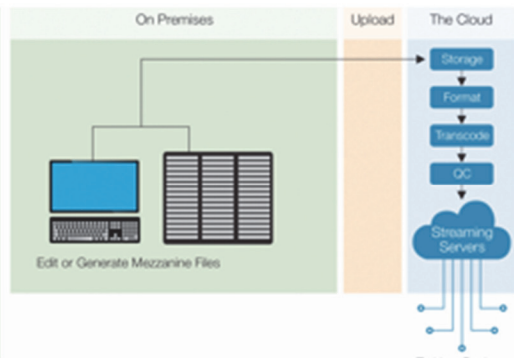 On Premises
Upload
The Cloud
Storage
Format
Transcode
QC
Streaming
Servers
Edit or Generate Mezzanine Files